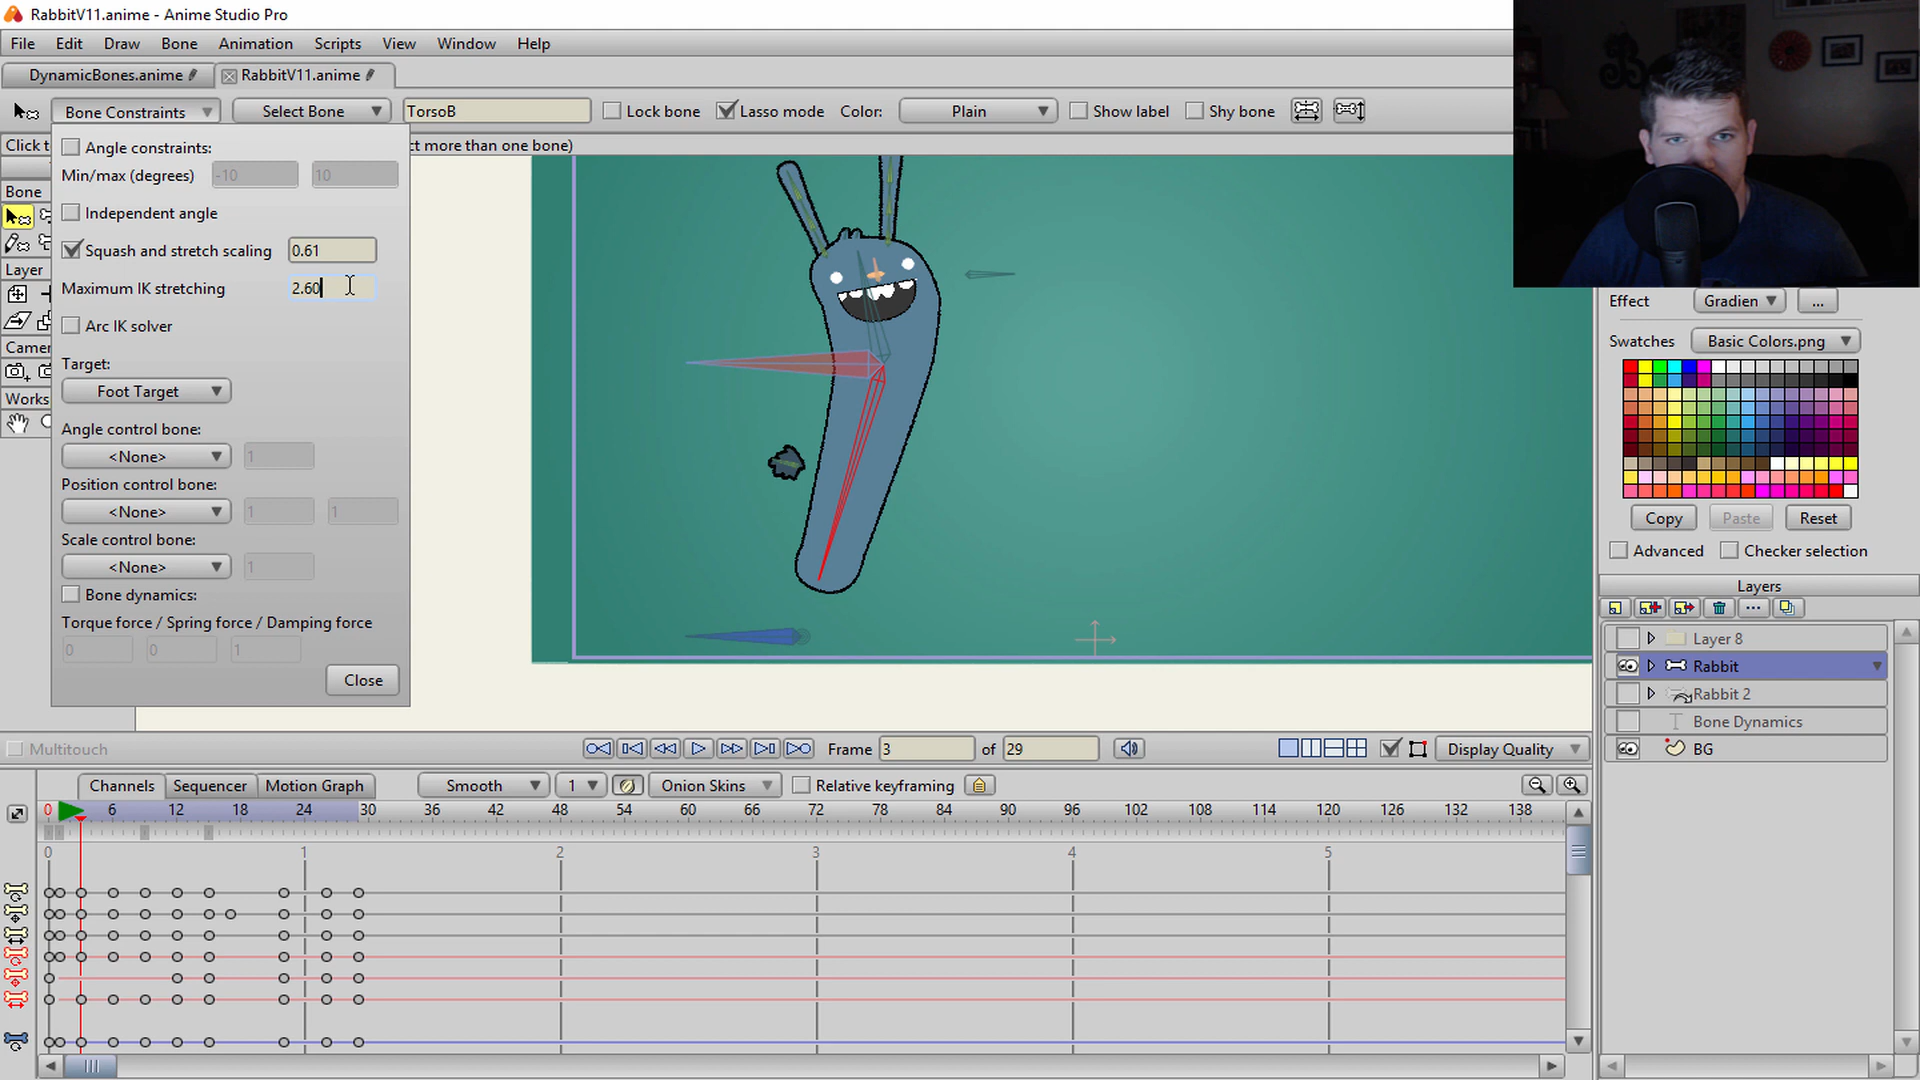 RabbitV11.anime - Anime Studio Pro
File Edit Draw Bone Animation Scripts View Window Help
DynamicBones.anime RabbitV11.anime
Bone Constraints Select Bone TorsoB Lock bone Lasso mode Color: Plain Show label Shy bone
Click t ct more than one bone)
Angle constraints:
Min/max (degrees) -10 10
Bone
Independent angle
Squash and stretch scaling 0.61
Layer
Maximum IK stretching 2.60
Arc IK solver
Camer
Target:
Foot Target
Works
Angle control bone:
<None> 1
Position control bone:
<None> 1 1
Scale control bone:
<None> 1
Bone dynamics:
Torque force / Spring force / Damping force
0 0 1
Close
Effect Gradien ...
Swatches Basic Colors.png
Copy Paste Reset
Advanced Checker selection
Layers
Layer 8
Rabbit
Rabbit 2
Bone Dynamics
BG
Multitouch Frame 3 of 29 Display Quality
Channels Sequencer Motion Graph Smooth 1 Onion Skins Relative keyframing
0 6 12 18 24 30 36 42 48 54 60 66 72 78 84 90 96 102 108 114 120 126 132 138
0 1 2 3 4 5